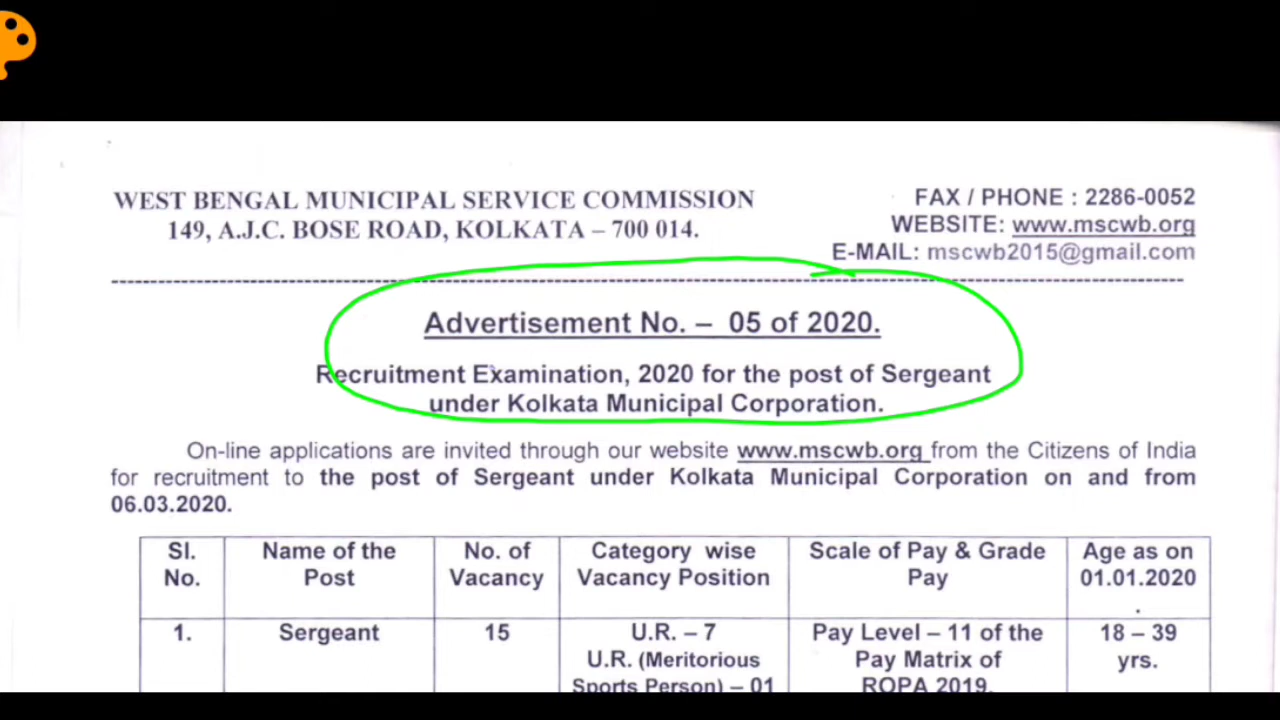 WEST BENGAL MUNICIPAL SERVICE COMMISSION
149, A.J.C. BOSE ROAD, KOLKATA – 700 014.
FAX / PHONE : 2286-0052
WEBSITE: www.mscwb.org
E-MAIL: mscwb2015@gmail.com
Advertisement No. – 05 of 2020.
Recruitment Examination, 2020 for the post of Sergeant
under Kolkata Municipal Corporation.
On-line applications are invited through our website www.mscwb.org from the Citizens of India
for recruitment to the post of Sergeant under Kolkata Municipal Corporation on and from
06.03.2020.
Sl. No.
Name of the Post
No. of Vacancy
Category wise Vacancy Position
Scale of Pay & Grade Pay
Age as on 01.01.2020 .
1.
Sergeant
15
U.R. – 7
U.R. (Meritorious
Sports Person) – 01
Pay Level – 11 of the
Pay Matrix of
ROPA 2019.
18 – 39
yrs.